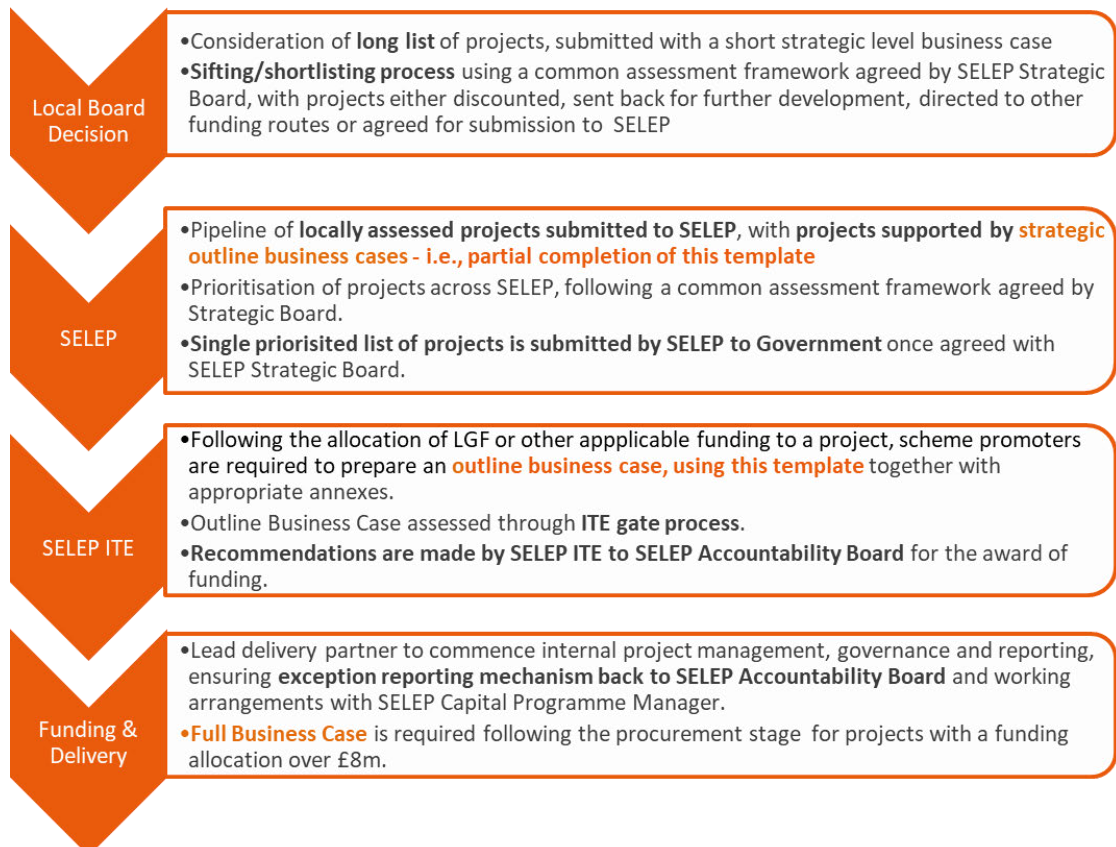 Local Board
Decision
•Consideration of long list of projects, submitted with a short strategic level business case
•Sifting/shortlisting process using a common assessment framework agreed by SELEP Strategic
Board, with projects either discounted, sent back for further development, directed to other
funding routes or agreed for submission to SELEP
SELEP
•Pipeline of locally assessed projects submitted to SELEP, with projects supported by strategic
outline business cases - i.e., partial completion of this template
•Prioritisation of projects across SELEP, following a common assessment framework agreed by
Strategic Board.
•Single priorisited list of projects is submitted by SELEP to Government once agreed with
SELEP Strategic Board.
SELEP ITE
•Following the allocation of LGF or other appplicable funding to a project, scheme promoters
are required to prepare an outline business case, using this template together with
appropriate annexes.
•Outline Business Case assessed through ITE gate process.
•Recommendations are made by SELEP ITE to SELEP Accountability Board for the award of
funding.
Funding &
Delivery
•Lead delivery partner to commence internal project management, governance and reporting,
ensuring exception reporting mechanism back to SELEP Accountability Board and working
arrangements with SELEP Capital Programme Manager.
•Full Business Case is required following the procurement stage for projects with a funding
allocation over £8m.